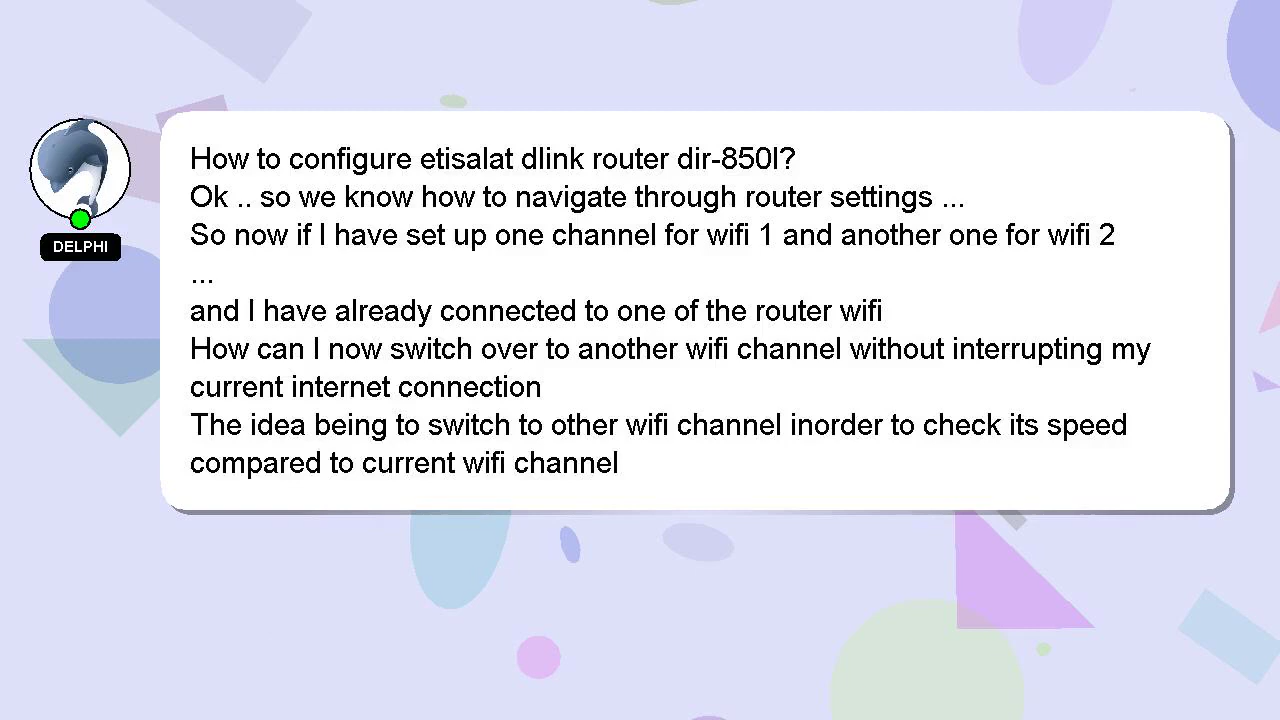 How to configure etisalat dlink router dir-850l?
Ok .. so we know how to navigate through router settings ...
So now if I have set up one channel for wifi 1 and another one for wifi 2
...
and I have already connected to one of the router wifi
How can I now switch over to another wifi channel without interrupting my
current internet connection
The idea being to switch to other wifi channel inorder to check its speed
compared to current wifi channel
DELPHI